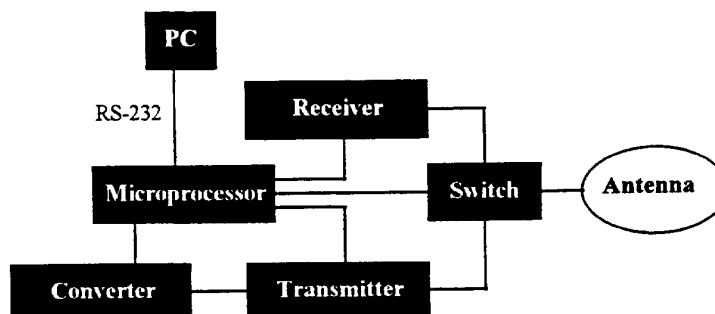 PC
RS-232
Receiver
Microprocessor
Switch
Antenna
Converter
Transmitter